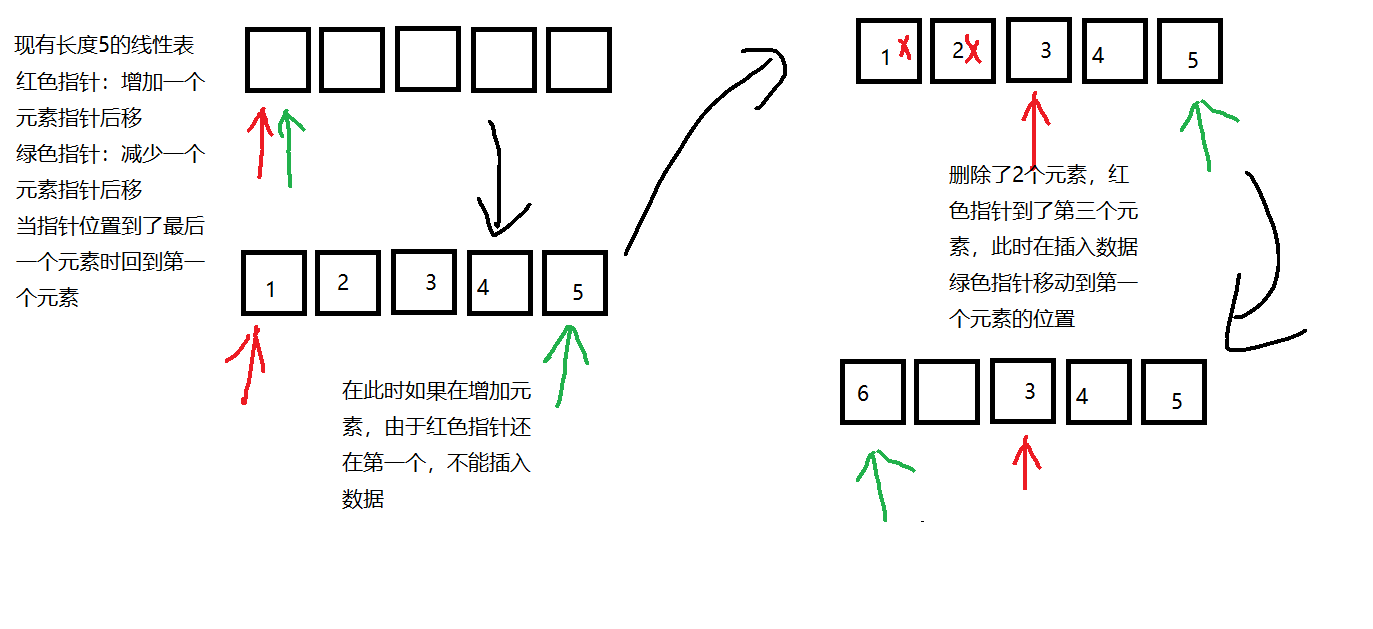 现有长度5的线性表
红色指针：增加一个
元素指针后移
绿色指针：减少一个
元素指针后移
当指针位置到了最后
一个元素时回到第一
个元素
1 2 3 4 5
在此时如果在增加元
素，由于红色指针还
在第一个，不能插入
数据
1 x 2 x 3 4 5
删除了2个元素，红
色指针到了第三个元
素，此时在插入数据
绿色指针移动到第一
个元素的位置
6 3 4 5